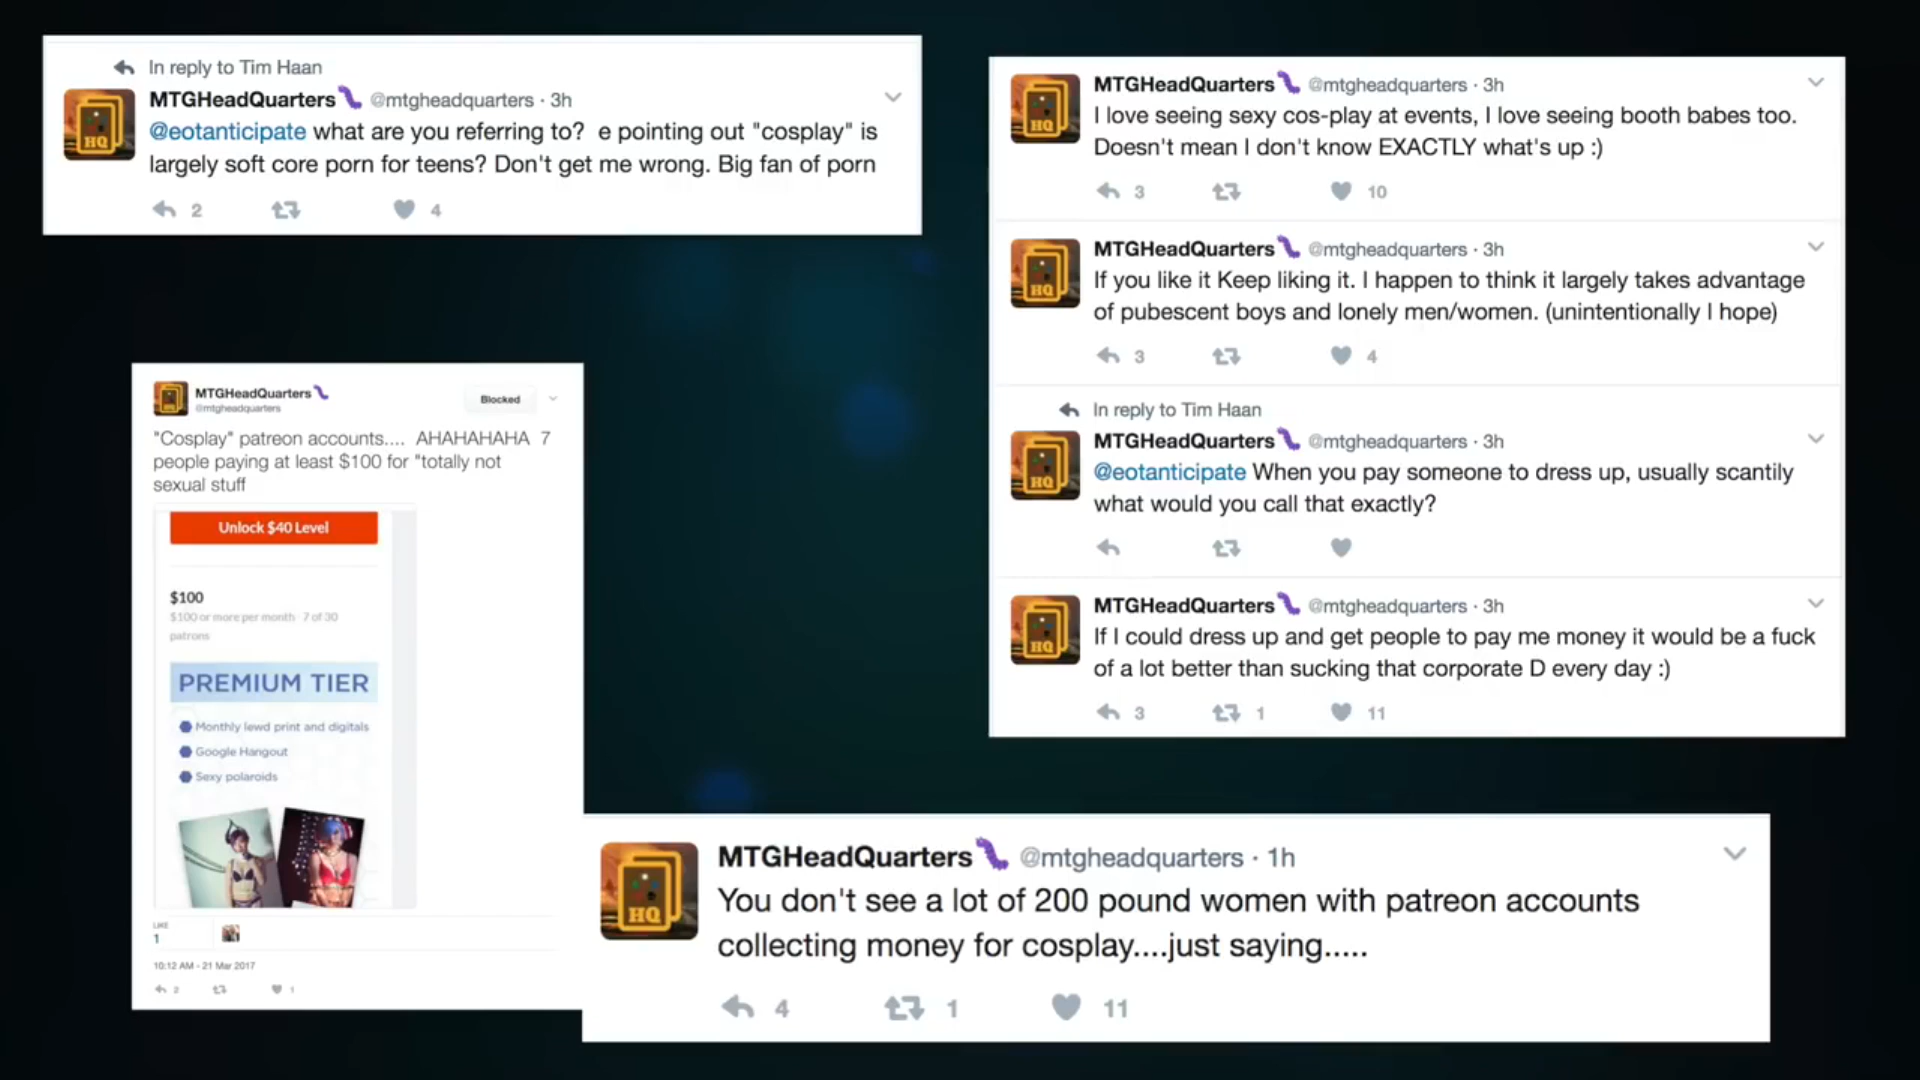 In reply to Tim Haan
MTGHeadQuarters @mtgheadquarters · 3h
@eotanticipate what are you referring to? e pointing out "cosplay" is
largely soft core porn for teens? Don't get me wrong. Big fan of porn
2 4
MTGHeadQuarters
@mtgheadquarters
Blocked
"Cosplay" patreon accounts.... AHAHAHAHA 7
people paying at least $100 for "totally not
sexual stuff
Unlock $40 Level
$100
$100 or more per month · 7 of 30
patrons
PREMIUM TIER
Monthly lewd print and digitals
Google Hangout
Sexy polaroids
LIKE
1
10:12 AM - 21 Mar 2017
2 1
MTGHeadQuarters @mtgheadquarters · 3h
I love seeing sexy cos-play at events, I love seeing booth babes too.
Doesn't mean I don't know EXACTLY what's up :)
3 10
MTGHeadQuarters @mtgheadquarters · 3h
If you like it Keep liking it. I happen to think it largely takes advantage
of pubescent boys and lonely men/women. (unintentionally I hope)
3 4
In reply to Tim Haan
MTGHeadQuarters @mtgheadquarters · 3h
@eotanticipate When you pay someone to dress up, usually scantily
what would you call that exactly?
MTGHeadQuarters @mtgheadquarters · 3h
If I could dress up and get people to pay me money it would be a fuck
of a lot better than sucking that corporate D every day :)
3 1 11
MTGHeadQuarters @mtgheadquarters · 1h
You don't see a lot of 200 pound women with patreon accounts
collecting money for cosplay....just saying.....
4 1 11
HQ
HQ
HQ
HQ
HQ
HQ